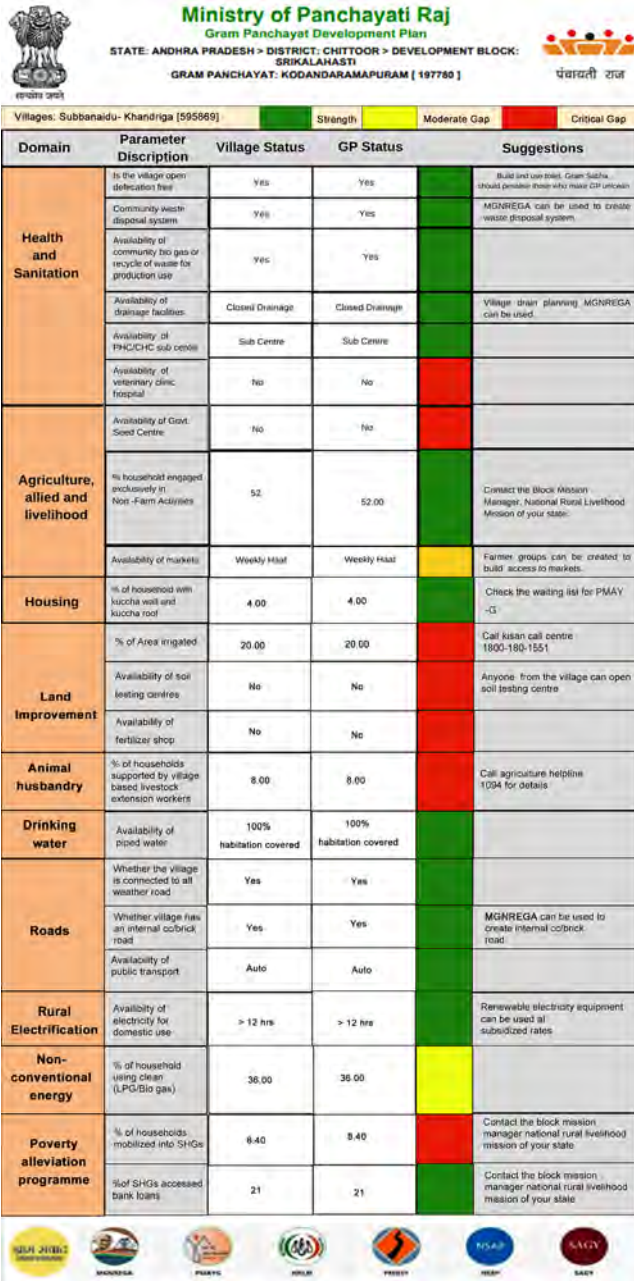 Ministry of Panchayati Raj
Gram Panchayat Development Plan
STATE: ANDHRA PRADESH > DISTRICT: CHITTOOR > DEVELOPMENT BLOCK:
SRIKALAHASTI
GRAM PANCHAYAT: KODANDARAMAPURAM [ 197780 ]
सत्यमेव जयते
पंचायती राज
Villages: Subbanaidu- Khandriga [595869]
Strength
Moderate Gap
Critical Gap
Domain
Parameter
Discription
Village Status
GP Status
Suggestions
Health
and
Sanitation
Is the village open
defecation free
Yes
Yes
Build and use toilet. Gram Sabha
should penalise those who make GP unclean
Community waste
disposal system
Yes
Yes
MGNREGA can be used to create
waste disposal system.
Availability of
community bio gas or
recycle of waste for
production use
Yes
Yes
Availability of
drainage facilities
Closed Drainage
Closed Drainage
Village drain planning MGNREGA
can be used.
Availability of
PHC/CHC sub centre
Sub Centre
Sub Centre
Availability of
veterinary clinic
hospital
No
No
Agriculture,
allied and
livelihood
Availability of Govt.
Seed Centre
No
No
% household engaged
exclusively in
Non -Farm Activities
52
52.00
Contact the Block Mission
Manager, National Rural Livelihood
Mission of your state.
Availability of markets
Weekly Haat
Weekly Haat
Farmer groups can be created to
build access to markets.
Housing
% of household with
kuccha wall and
kuccha roof
4.00
4.00
Check the waiting list for PMAY
-G
Land
Improvement
% of Area irrigated
20.00
20.00
Call kisan call centre
1800-180-1551
Availability of soil
testing centres
No
No
Anyone from the village can open
soil testing centre
Availability of
fertilizer shop
No
No
Animal
husbandry
% of households
supported by village
based livestock
extension workers
8.00
8.00
Call agriculture helpline
1094 for details
Drinking
water
Availability of
piped water
100%
habitation covered
100%
habitation covered
Roads
Whether the village
is connected to all
weather road
Yes
Yes
Whether village has
an internal cc/brick
road
Yes
Yes
MGNREGA can be used to
create internal cc/brick
road
Availability of
public transport
Auto
Auto
Rural
Electrification
Availibity of
electricity for
domestic use
> 12 hrs
> 12 hrs
Renewable electricity equipment
can be used at
subsidized rates
Non-
conventional
energy
% of household
using clean
(LPG/Bio gas)
36.00
36.00
Poverty
alleviation
programme
% of households
mobilized into SHGs
8.40
8.40
Contact the block mission
manager national rural livelihood
mission of your state
%of SHGs accessed
bank loans
21
21
Contact the block mission
manager national rural livelihood
mission of your state
MGNREGA
PMAYG
NRLM
PMGSY
NSAP
NSAP
SAGY
SAGY